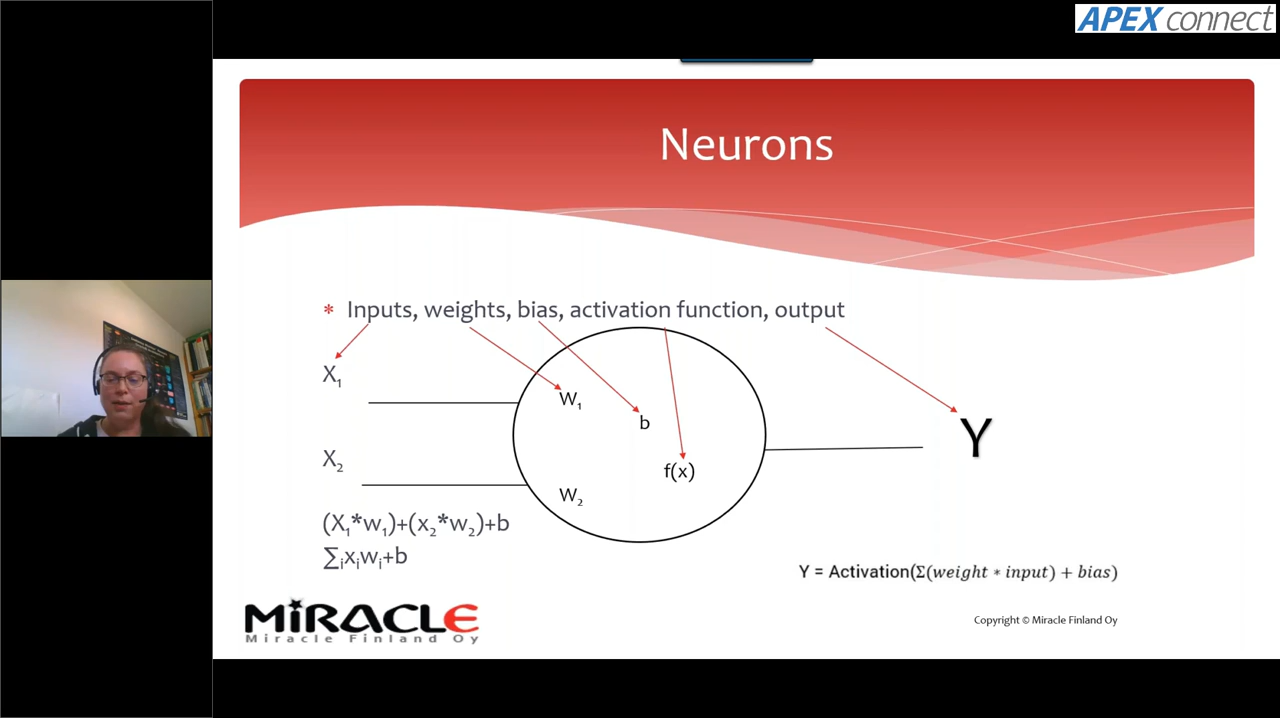 APEX connect
Neurons
* Inputs, weights, bias, activation function, output
X₁
W₁
b
Y
X₂
f(x)
W₂
(X₁*w₁)+(x₂*w₂)+b
∑ᵢxᵢwᵢ+b
Y = Activation(Σ(weight * input) + bias)
MiRACLE
Miracle Finland Oy
Copyright © Miracle Finland Oy